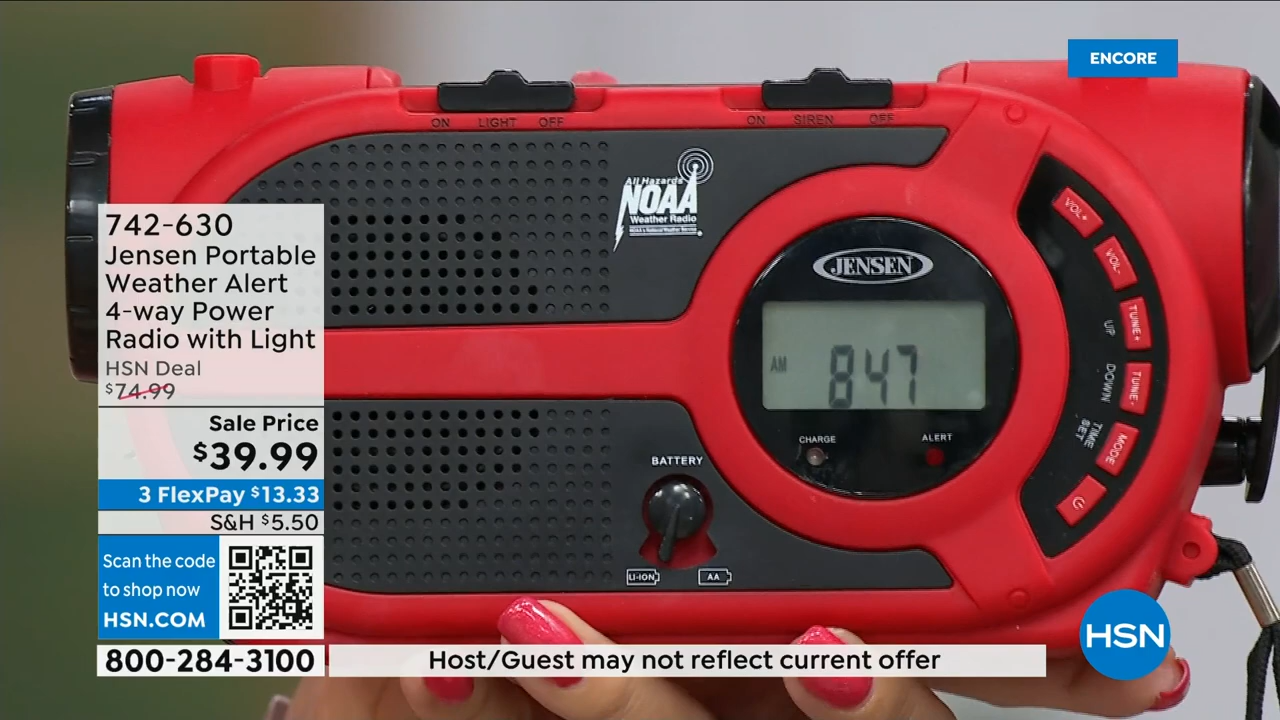 ENCORE
ON LIGHT OFF
ON SIREN OFF
All Hazards
NOAA
Weather Radio
JENSEN
AM 847
CHARGE
ALERT
BATTERY
LI-ION
AA
VOL+
VOL-
TUNE+
UP
TUNE-
DOWN
MODE
TIME SET
742-630
Jensen Portable
Weather Alert
4-way Power
Radio with Light
HSN Deal
$74.99
Sale Price
$39.99
3 FlexPay $13.33
S&H $5.50
Scan the code
to shop now
HSN.COM
800-284-3100
Host/Guest may not reflect current offer
HSN